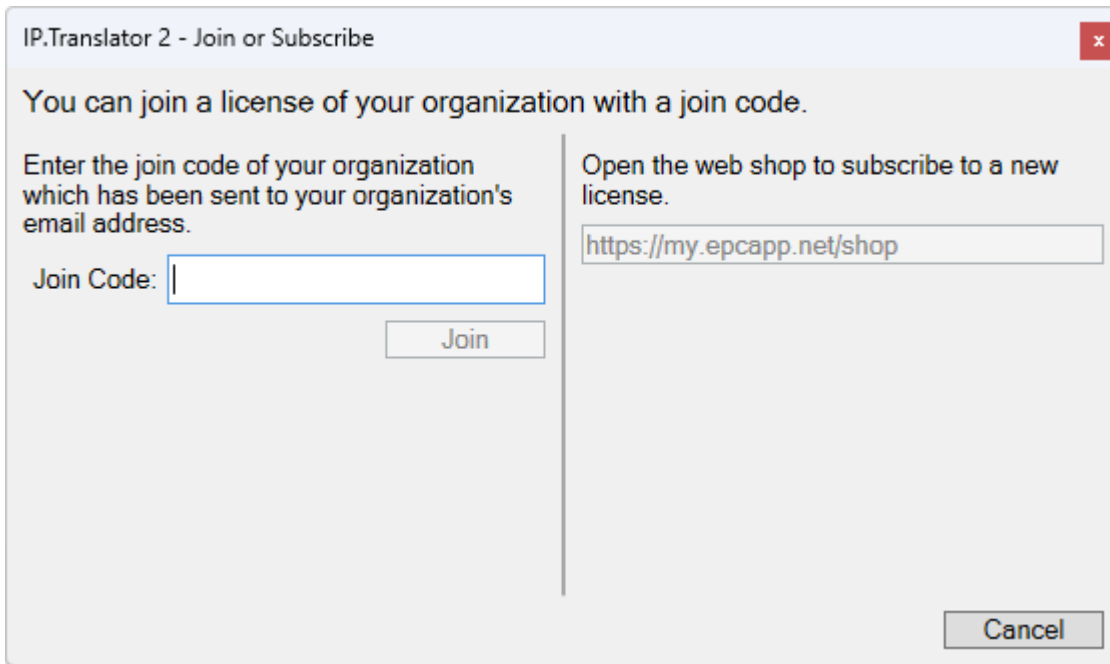 IP.Translator 2 - Join or Subscribe
x
You can join a license of your organization with a join code.
Enter the join code of your organization
which has been sent to your organization's
email address.
Join Code:
Join
Open the web shop to subscribe to a new
license.
https://my.epcapp.net/shop
Cancel